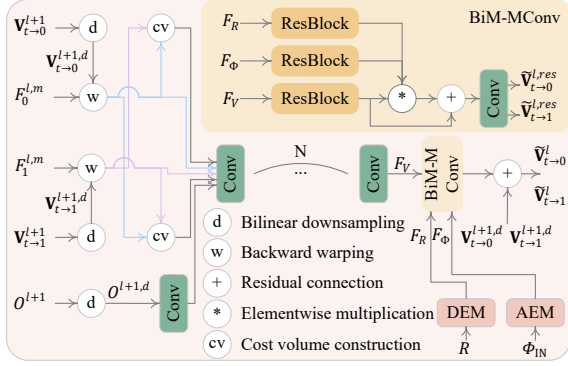 V^{l+1}_{t→0} d cv BiM-MConv
V^{l+1,d}_{t→0}
F_R ResBlock
F_Φ ResBlock
F_V ResBlock * + Conv Ṽ^{l,res}_{t→0}
Ṽ^{l,res}_{t→1}
F^{l,m}_0 w
F^{l,m}_1 w Conv N ... Conv F_V BiM-M Conv + Ṽ^l_{t→0}
Ṽ^l_{t→1}
V^{l+1,d}_{t→1}
V^{l+1}_{t→1} d cv
F_R F_Φ V^{l+1,d}_{t→0} V^{l+1,d}_{t→1}
O^{l+1} d O^{l+1,d} Conv
d Bilinear downsampling
w Backward warping
+ Residual connection
* Elementwise multiplication
cv Cost volume construction
DEM AEM
R Φ_{IN}